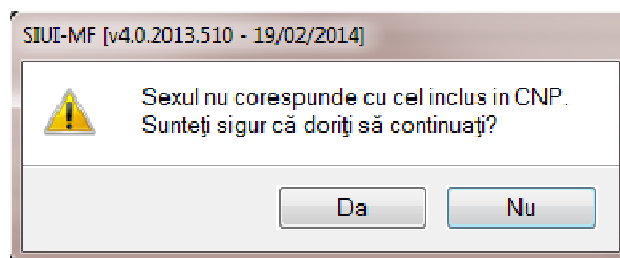 SIUI-MF [v4.0.2013.510 - 19/02/2014]
Sexul nu corespunde cu cel inclus in CNP.
Sunteţi sigur că doriţi să continuaţi?
Da
Nu